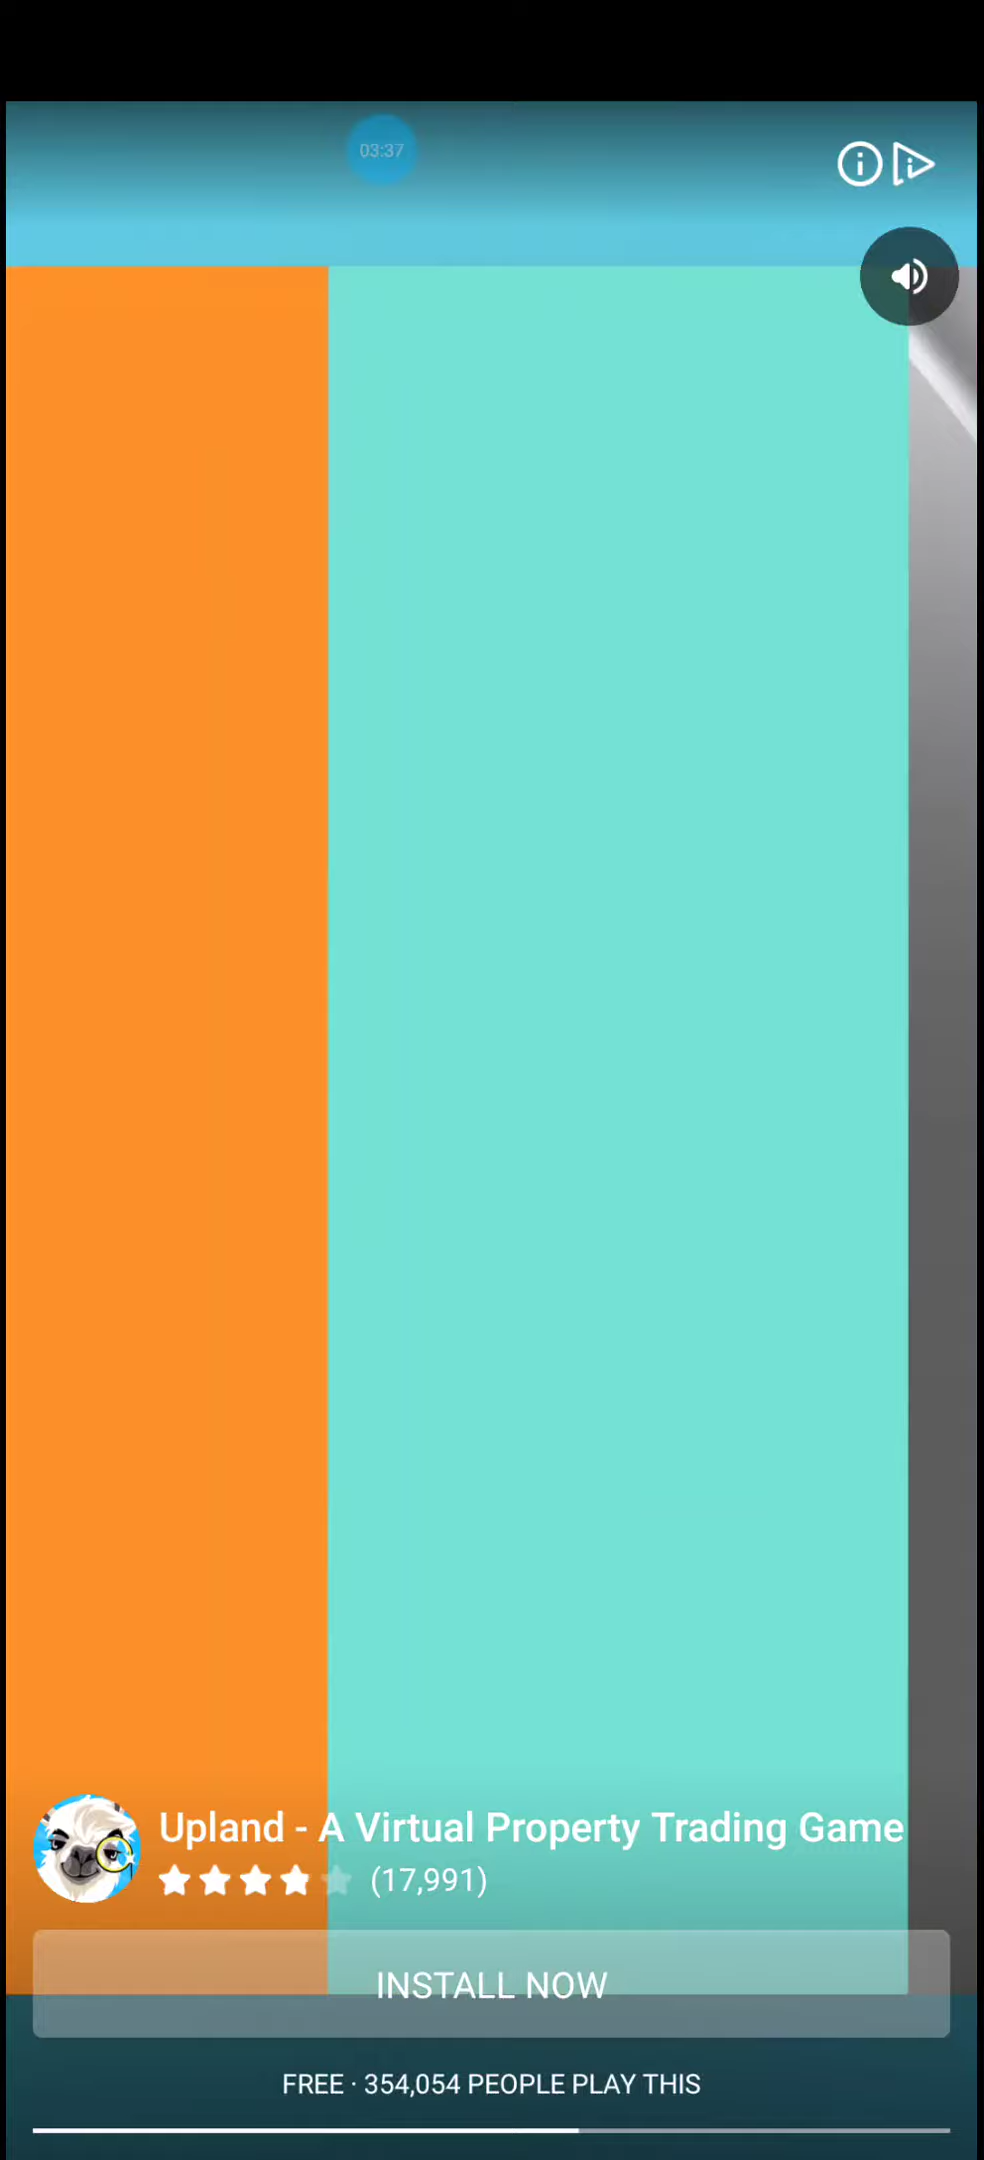 03:37
Upland - A Virtual Property Trading Game
(17,991)
INSTALL NOW
FREE · 354,054 PEOPLE PLAY THIS